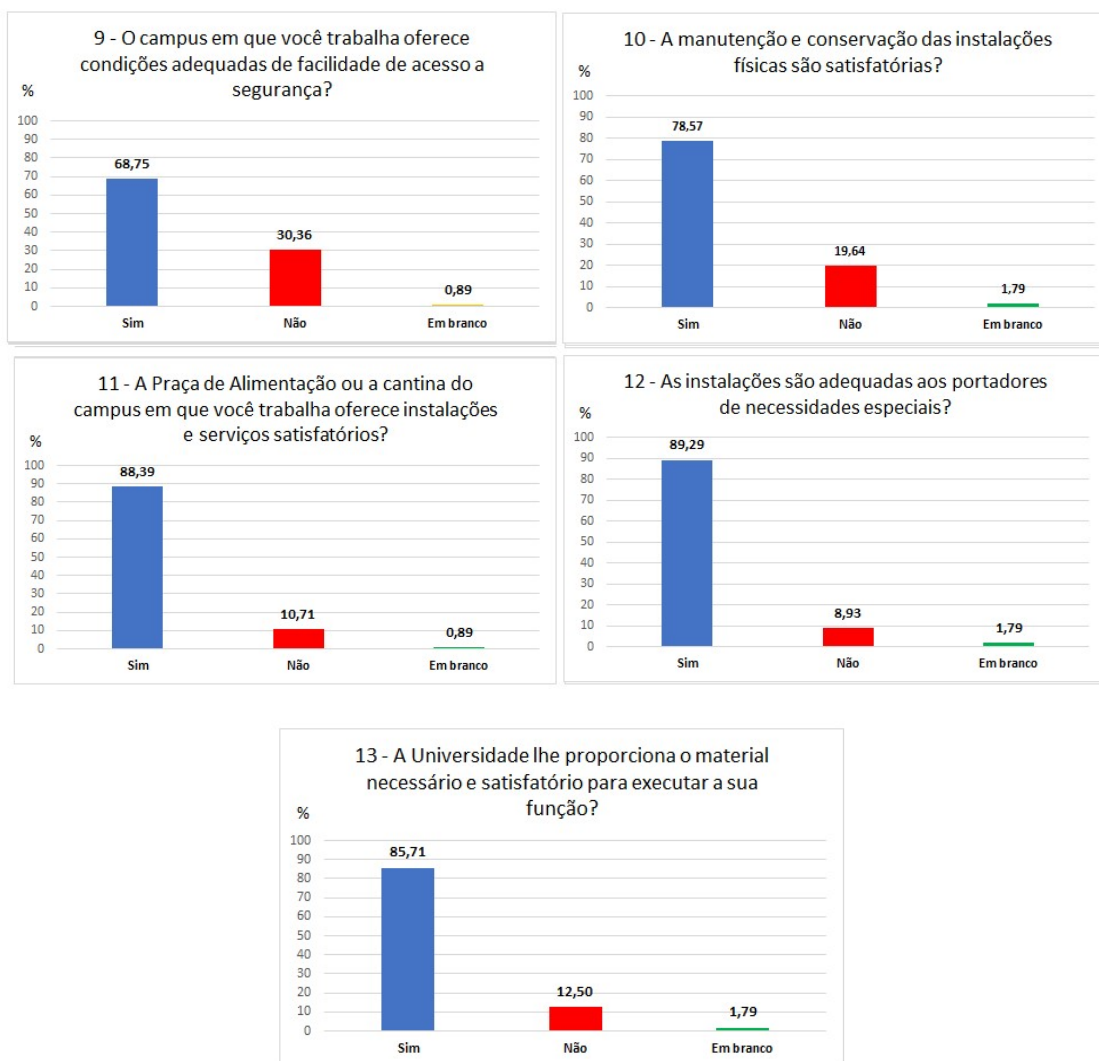 9 - O campus em que você trabalha oferece
condições adequadas de facilidade de acesso a
segurança?
%
100
90
80
70
60
50
40
30
20
10
0
68,75
30,36
0,89
Sim
Não
Em branco
10 - A manutenção e conservação das instalações
físicas são satisfatórias?
%
100
90
80
70
60
50
40
30
20
10
0
78,57
19,64
1,79
Sim
Não
Em branco
11 - A Praça de Alimentação ou a cantina do
campus em que você trabalha oferece instalações
e serviços satisfatórios?
%
100
90
80
70
60
50
40
30
20
10
0
88,39
10,71
0,89
Sim
Não
Em branco
12 - As instalações são adequadas aos portadores
de necessidades especiais?
%
100
90
80
70
60
50
40
30
20
10
0
89,29
8,93
1,79
Sim
Não
Em branco
13 - A Universidade lhe proporciona o material
necessário e satisfatório para executar a sua
função?
%
100
90
80
70
60
50
40
30
20
10
0
85,71
12,50
1,79
Sim
Não
Em branco